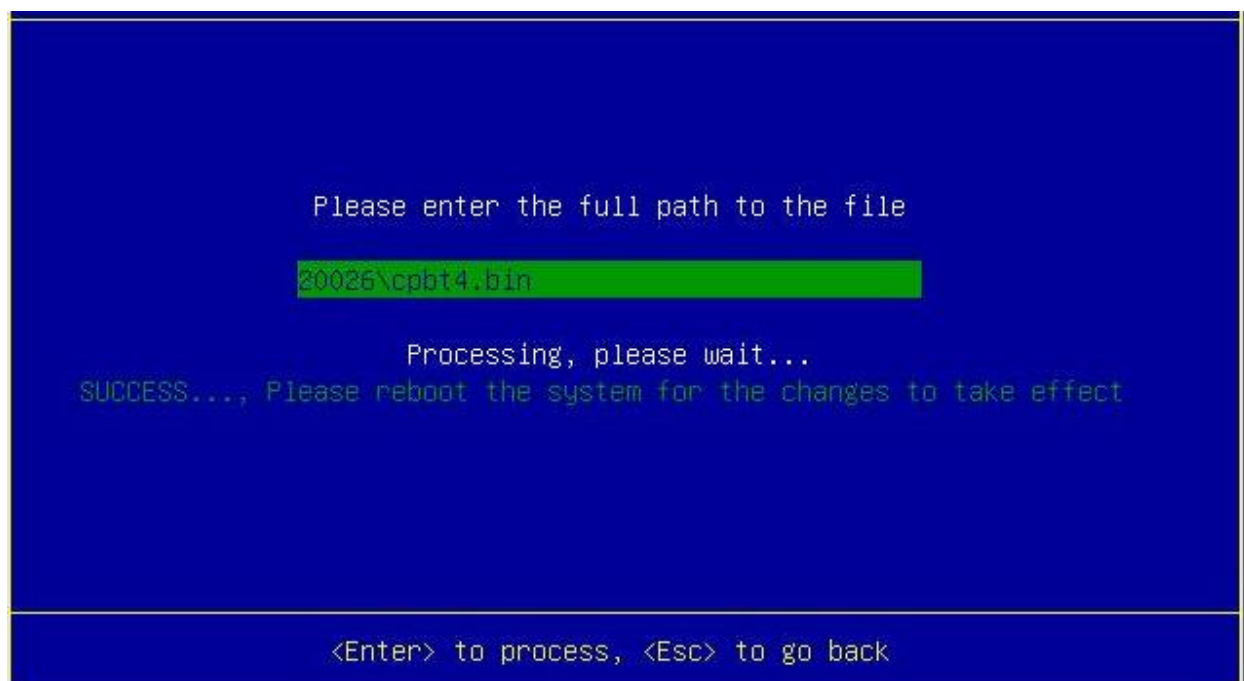 Please enter the full path to the file
20026\cpbt4.bin
Processing, please wait...
SUCCESS..., Please reboot the system for the changes to take effect
<Enter> to process, <Esc> to go back